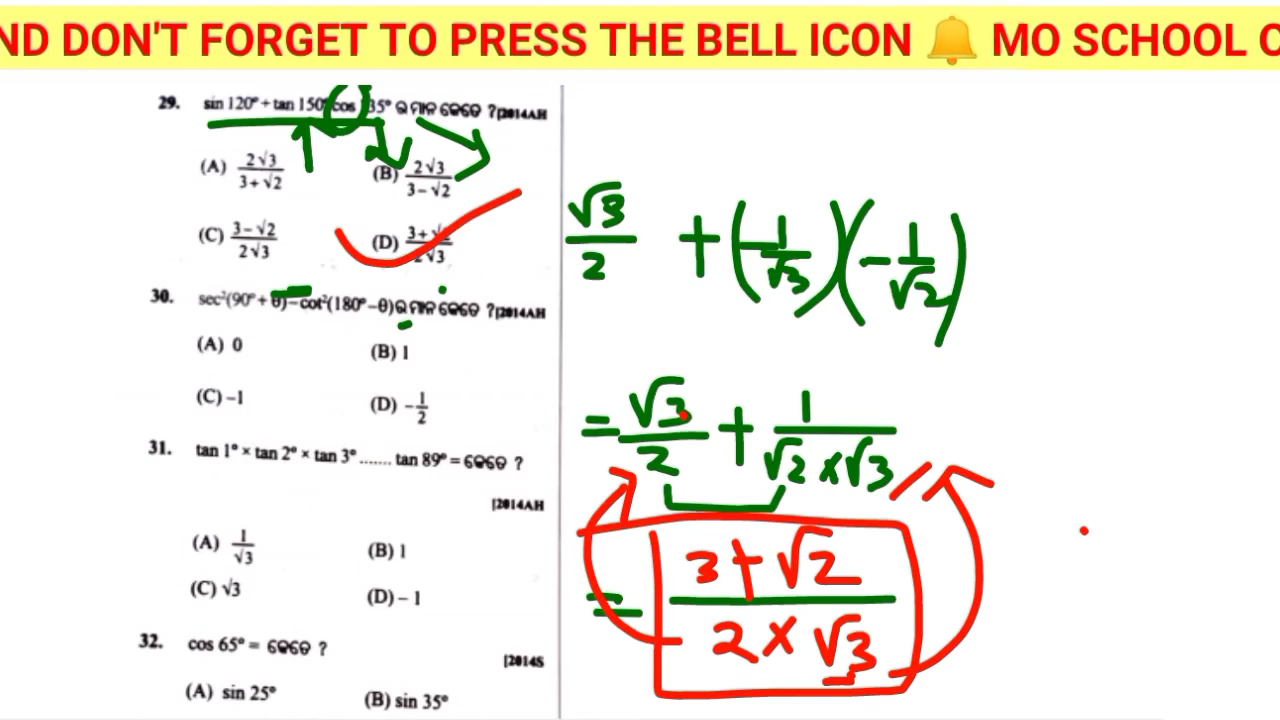 ND DON'T FORGET TO PRESS THE BELL ICON 🔔 MO SCHOOL C
29. sin 120° + tan 150° cos 135° ର ମାନ କେତେ ? [2014AH
(A) 2√3 / 3+√2 (B) 2√3 / 3−√2
(C) 3−√2 / 2√3 (D) 3+√2 / 2√3
30. sec²(90° + θ) − cot²(180° − θ) ର ମାନ କେତେ ? [2014AH
(A) 0 (B) 1
(C) −1 (D) −1/2
31. tan 1° × tan 2° × tan 3° ....... tan 89° = କେତେ ?
[2014AH
(A) 1/√3 (B) 1
(C) √3 (D) − 1
32. cos 65° = କେତେ ?
[2014S
(A) sin 25° (B) sin 35°
√3/2 + (−1/√3)(−1/√2)
= √3/2 + 1/√2×√3
= 3+√2 / 2×√3